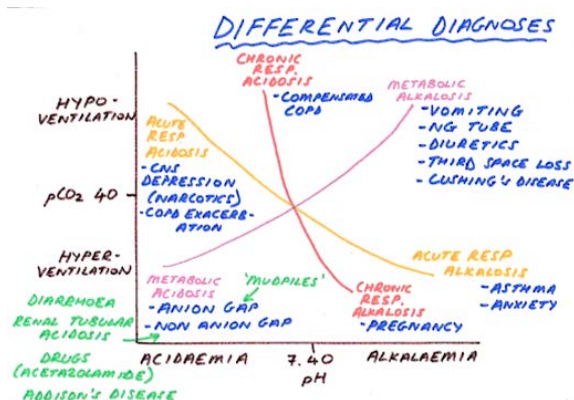 DIFFERENTIAL DIAGNOSES
CHRONIC
RESP.
ACIDOSIS
- COMPENSATED
COPD
METABOLIC
ALKALOSIS
- VOMITING
- NG TUBE
- DIURETICS
- THIRD SPACE LOSS
- CUSHING'S DISEASE
HYPO-
VENTILATION
ACUTE
RESP
ACIDOSIS
- CNS
DEPRESSION
(NARCOTICS)
- COPD EXACERB-
ATION
pCO2 40
HYPER-
VENTILATION
METABOLIC
ACIDOSIS
'MUDPILES'
- ANION GAP
- NON ANION GAP
CHRONIC
RESP.
ALKALOSIS
- PREGNANCY
ACUTE RESP
ALKALOSIS
- ASTHMA
- ANXIETY
DIARRHOEA
RENAL TUBULAR
ACIDOSIS
DRUGS
(ACETAZOLAMIDE)
ADDISON'S DISEASE
ACIDAEMIA
7.40
ALKALAEMIA
pH